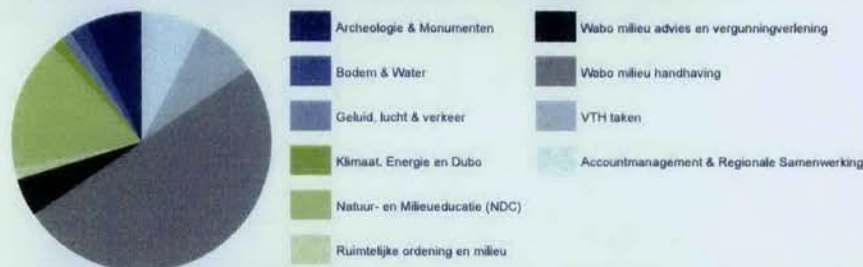 Archeologie & Monumenten
Bodem & Water
Geluid, lucht & verkeer
Klimaat, Energie en Dubo
Natuur- en Milieueducatie (NDC)
Ruimtelijke ordening en milieu
Wabo milieu advies en vergunningverlening
Wabo milieu handhaving
VTH taken
Accountmanagement & Regionale Samenwerking